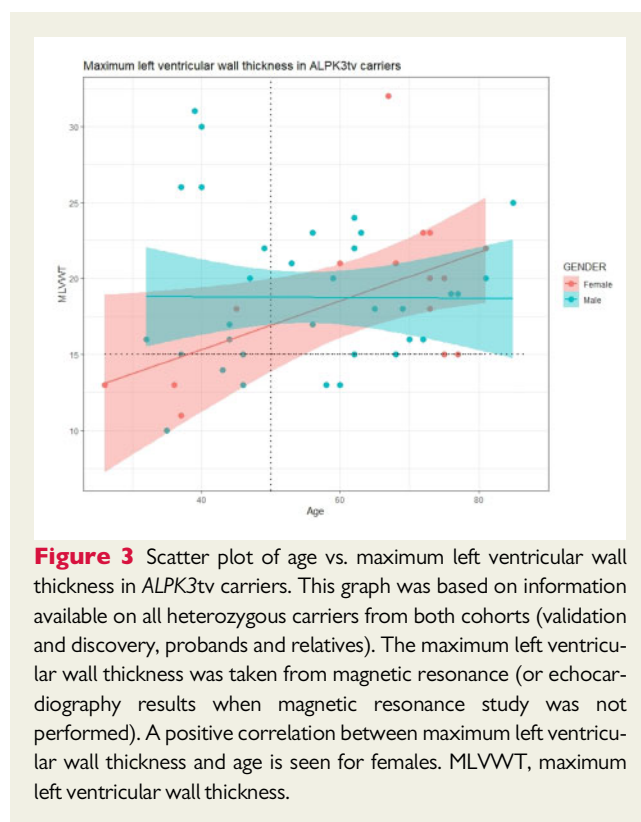 Maximum left ventricular wall thickness in ALPK3tv carriers
30
25
20
15
10
MLVWT
40
60
80
Age
GENDER
Female
Male
Figure 3 Scatter plot of age vs. maximum left ventricular wall
thickness in ALPK3tv carriers. This graph was based on information
available on all heterozygous carriers from both cohorts (validation
and discovery, probands and relatives). The maximum left ventricu-
lar wall thickness was taken from magnetic resonance (or echocar-
diography results when magnetic resonance study was not
performed). A positive correlation between maximum left ventricu-
lar wall thickness and age is seen for females. MLVWT, maximum
left ventricular wall thickness.